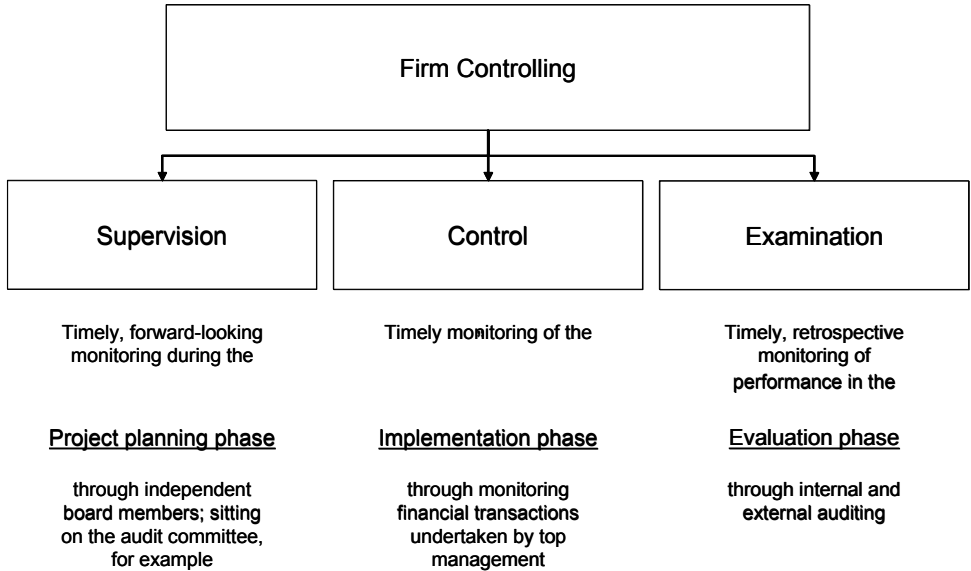 Firm Controlling
Supervision
Control
Examination
Timely, forward-looking
monitoring during the
Project planning phase
through independent
board members; sitting
on the audit committee,
for example
Timely monitoring of the
Implementation phase
through monitoring
financial transactions
undertaken by top
management
Timely, retrospective
monitoring of
performance in the
Evaluation phase
through internal and
external auditing